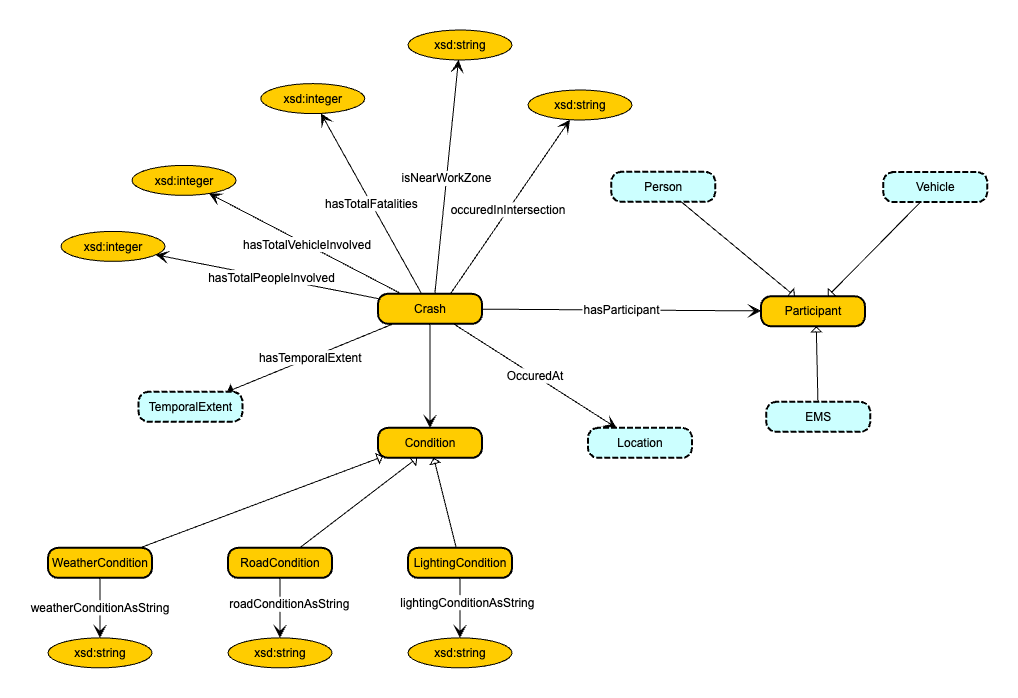 xsd:string
xsd:integer
xsd:string
xsd:integer
isNearWorkZone
Person
Vehicle
hasTotalFatalities
occuredInIntersection
xsd:integer
hasTotalVehicleInvolved
hasTotalPeopleInvolved
Crash
hasParticipant
Participant
hasTemporalExtent
OccuredAt
TemporalExtent
EMS
Condition
Location
WeatherCondition
RoadCondition
LightingCondition
weatherConditionAsString
roadConditionAsString
lightingConditionAsString
xsd:string
xsd:string
xsd:string